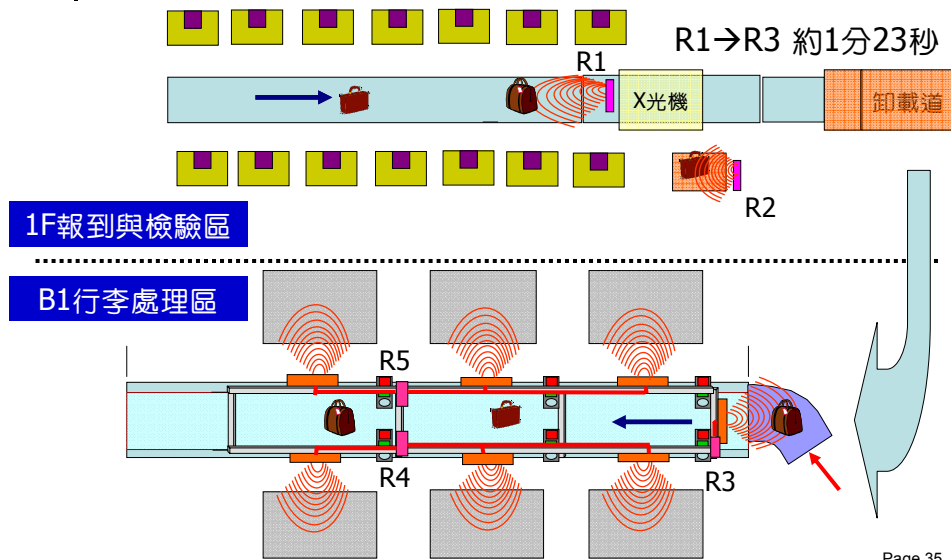 R1→R3 約1分23秒
R1
X光機
卸載道
R2
1F報到與檢驗區
B1行李處理區
R5
R4
R3
Page 35